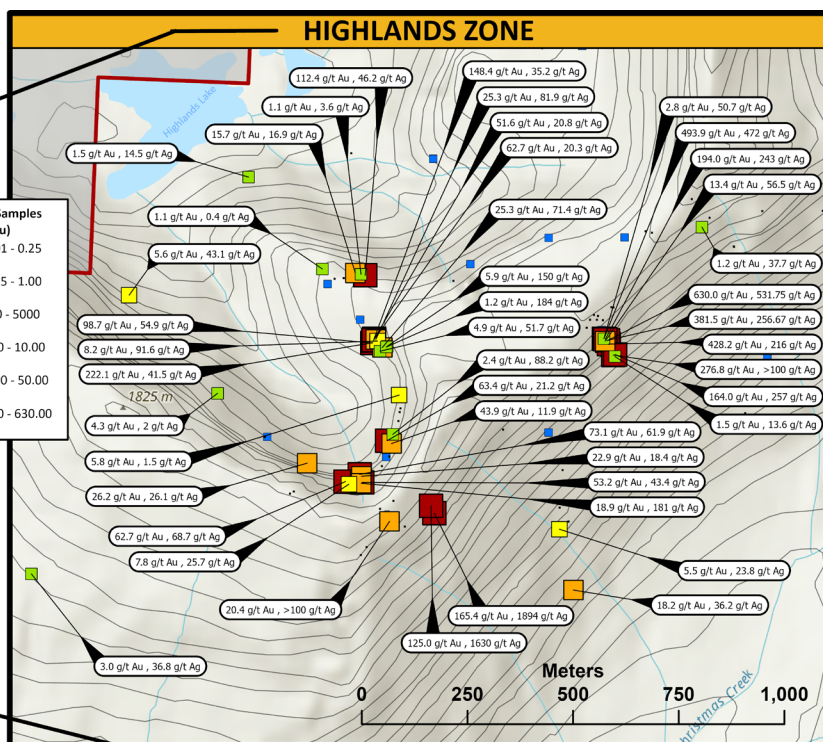 HIGHLANDS ZONE
112.4 g/t Au , 46.2 g/t Ag
148.4 g/t Au , 35.2 g/t Ag
1.1 g/t Au , 3.6 g/t Ag
25.3 g/t Au , 81.9 g/t Ag
2.8 g/t Au , 50.7 g/t Ag
Highlands Lake
15.7 g/t Au , 16.9 g/t Ag
51.6 g/t Au , 20.8 g/t Ag
493.9 g/t Au , 472 g/t Ag
1.5 g/t Au , 14.5 g/t Ag
62.7 g/t Au , 20.3 g/t Ag
194.0 g/t Au , 243 g/t Ag
13.4 g/t Au , 56.5 g/t Ag
Samples
1.1 g/t Au , 0.4 g/t Ag
25.3 g/t Au , 71.4 g/t Ag
u)
1 - 0.25
5.6 g/t Au , 43.1 g/t Ag
1.2 g/t Au , 37.7 g/t Ag
5 - 1.00
5.9 g/t Au , 150 g/t Ag
630.0 g/t Au , 531.75 g/t Ag
- 5000
1.2 g/t Au , 184 g/t Ag
98.7 g/t Au , 54.9 g/t Ag
4.9 g/t Au , 51.7 g/t Ag
381.5 g/t Au , 256.67 g/t Ag
- 10.00
8.2 g/t Au , 91.6 g/t Ag
428.2 g/t Au , 216 g/t Ag
222.1 g/t Au , 41.5 g/t Ag
2.4 g/t Au , 88.2 g/t Ag
276.8 g/t Au , >100 g/t Ag
0 - 50.00
1825 m
63.4 g/t Au , 21.2 g/t Ag
164.0 g/t Au , 257 g/t Ag
0 - 630.00
43.9 g/t Au , 11.9 g/t Ag
4.3 g/t Au , 2 g/t Ag
1.5 g/t Au , 13.6 g/t Ag
73.1 g/t Au , 61.9 g/t Ag
5.8 g/t Au , 1.5 g/t Ag
22.9 g/t Au , 18.4 g/t Ag
53.2 g/t Au , 43.4 g/t Ag
26.2 g/t Au , 26.1 g/t Ag
18.9 g/t Au , 181 g/t Ag
62.7 g/t Au , 68.7 g/t Ag
7.8 g/t Au , 25.7 g/t Ag
5.5 g/t Au , 23.8 g/t Ag
20.4 g/t Au , >100 g/t Ag
18.2 g/t Au , 36.2 g/t Ag
165.4 g/t Au , 1894 g/t Ag
125.0 g/t Au , 1630 g/t Ag
3.0 g/t Au , 36.8 g/t Ag
Meters
0 250 500 750 1,000
hristmas Creek